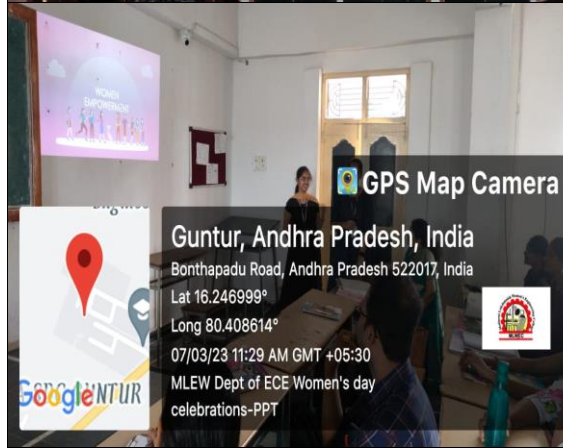 WOMEN
EMPOWERMENT
GPS Map Camera
Guntur, Andhra Pradesh, India
Bonthapadu Road, Andhra Pradesh 522017, India
Lat 16.246999°
Long 80.408614°
07/03/23 11:29 AM GMT +05:30
MLEW Dept of ECE Women's day
celebrations-PPT
Google